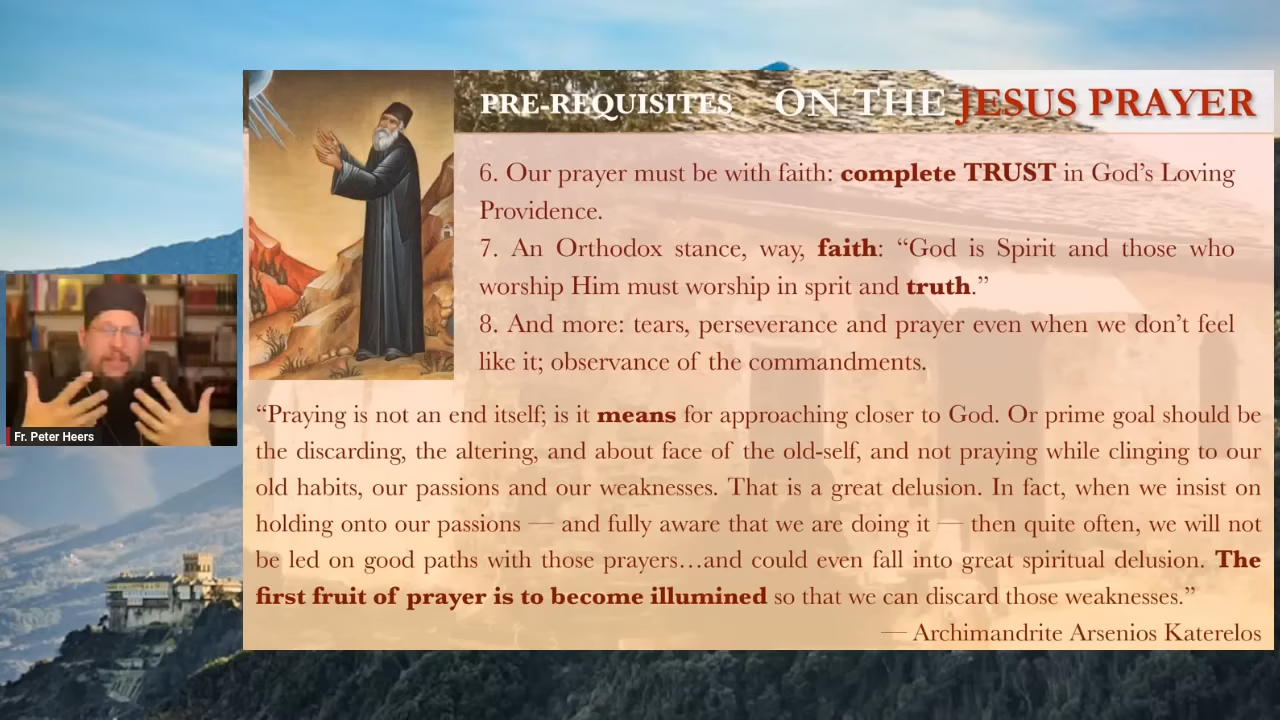 PRE-REQUISITES ON THE JESUS PRAYER
6. Our prayer must be with faith: complete TRUST in God’s Loving
Providence.
7. An Orthodox stance, way, faith: “God is Spirit and those who
worship Him must worship in sprit and truth.”
8. And more: tears, perseverance and prayer even when we don’t feel
like it; observance of the commandments.
Fr. Peter Heers
“Praying is not an end itself; is it means for approaching closer to God. Or prime goal should be
the discarding, the altering, and about face of the old-self, and not praying while clinging to our
old habits, our passions and our weaknesses. That is a great delusion. In fact, when we insist on
holding onto our passions — and fully aware that we are doing it — then quite often, we will not
be led on good paths with those prayers…and could even fall into great spiritual delusion. The
first fruit of prayer is to become illumined so that we can discard those weaknesses.”
— Archimandrite Arsenios Katerelos